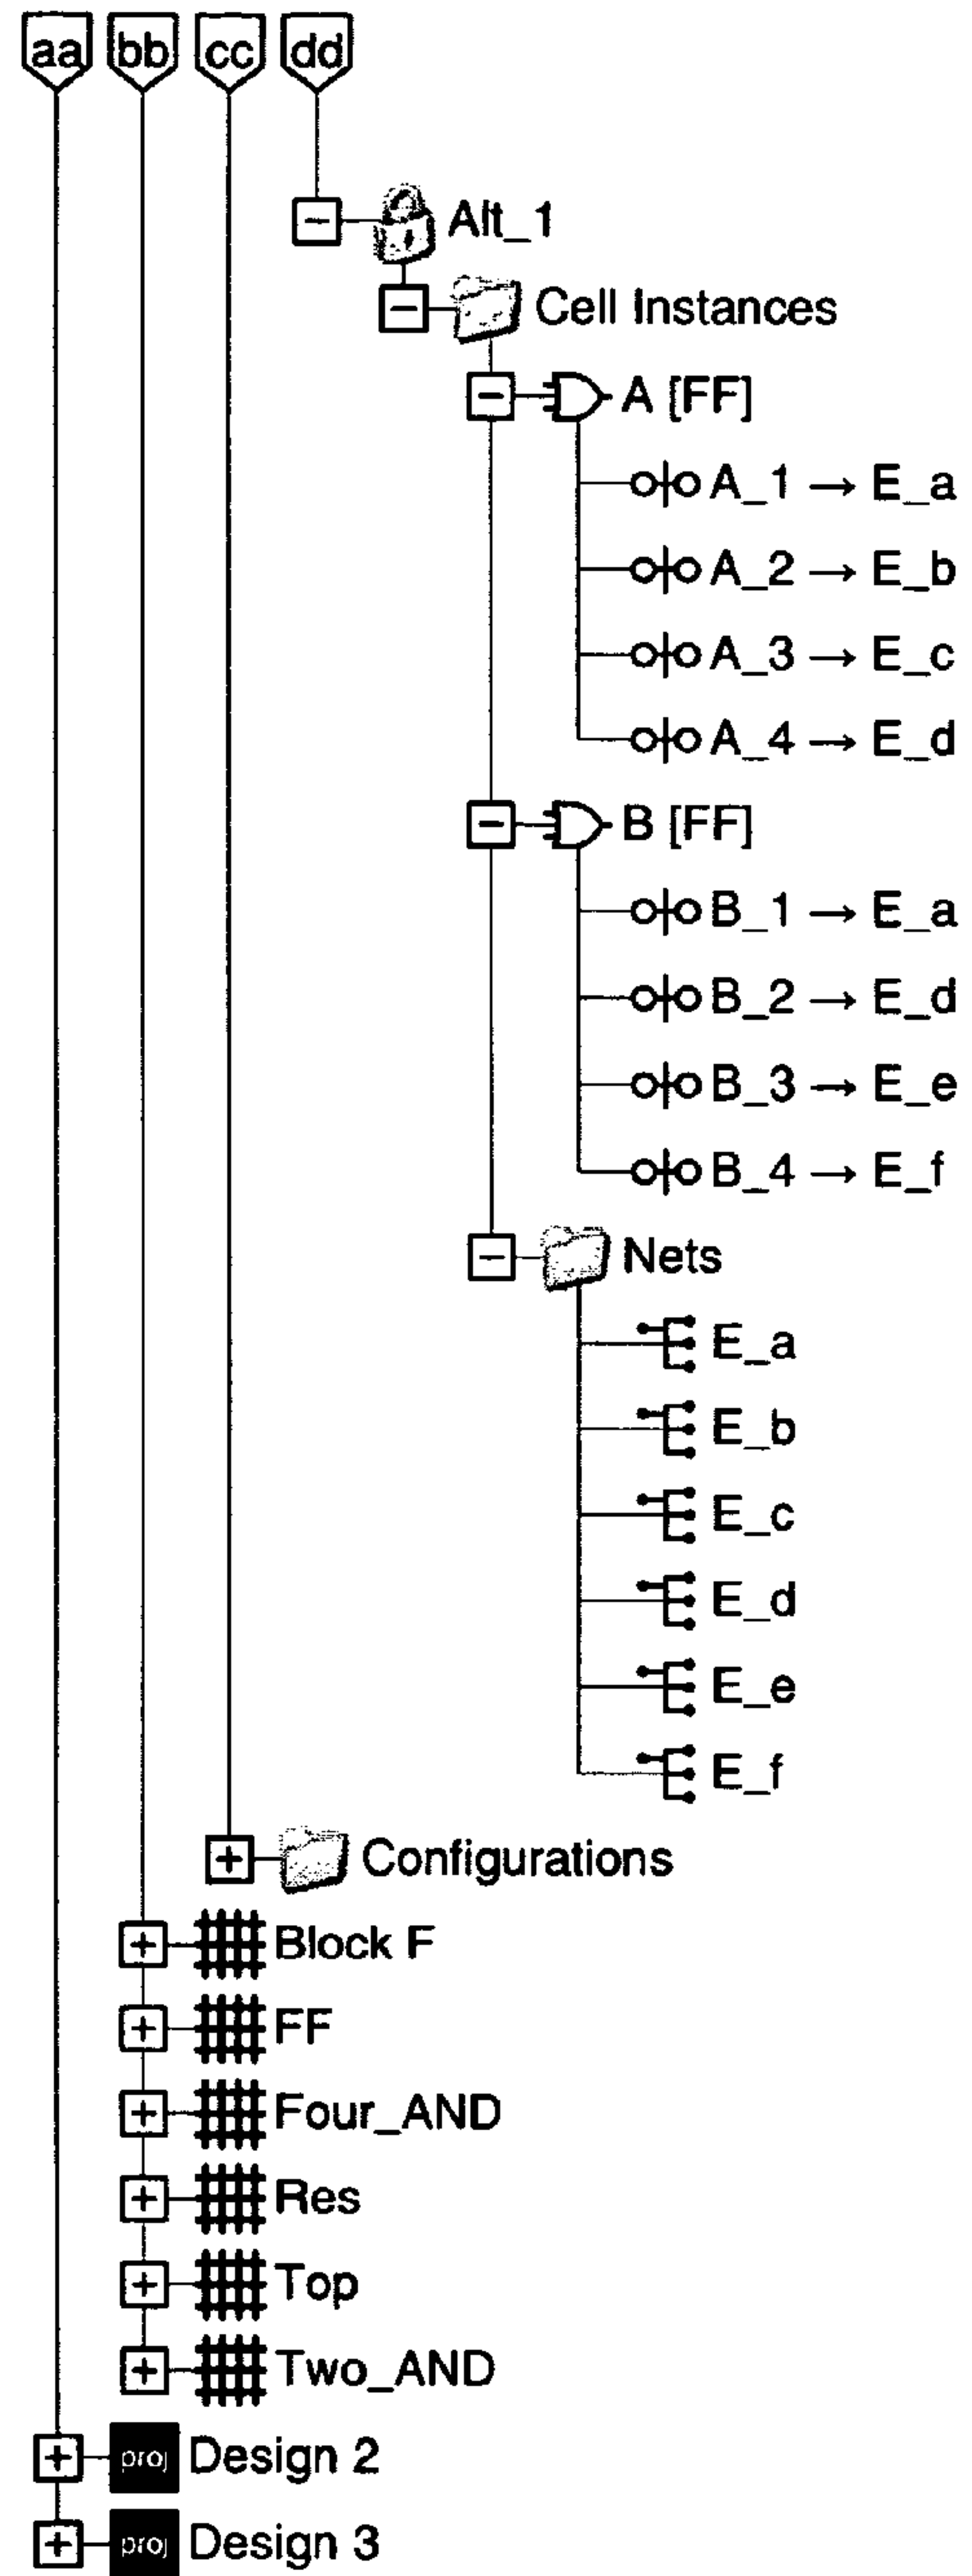 aa bb cc dd
Alt_1
Cell Instances
A [FF]
A_1 → E_a
A_2 → E_b
A_3 → E_c
A_4 → E_d
B [FF]
B_1 → E_a
B_2 → E_d
B_3 → E_e
B_4 → E_f
Nets
E_a
E_b
E_c
E_d
E_e
E_f
Configurations
Block F
FF
Four_AND
Res
Top
Two_AND
proj Design 2
proj Design 3